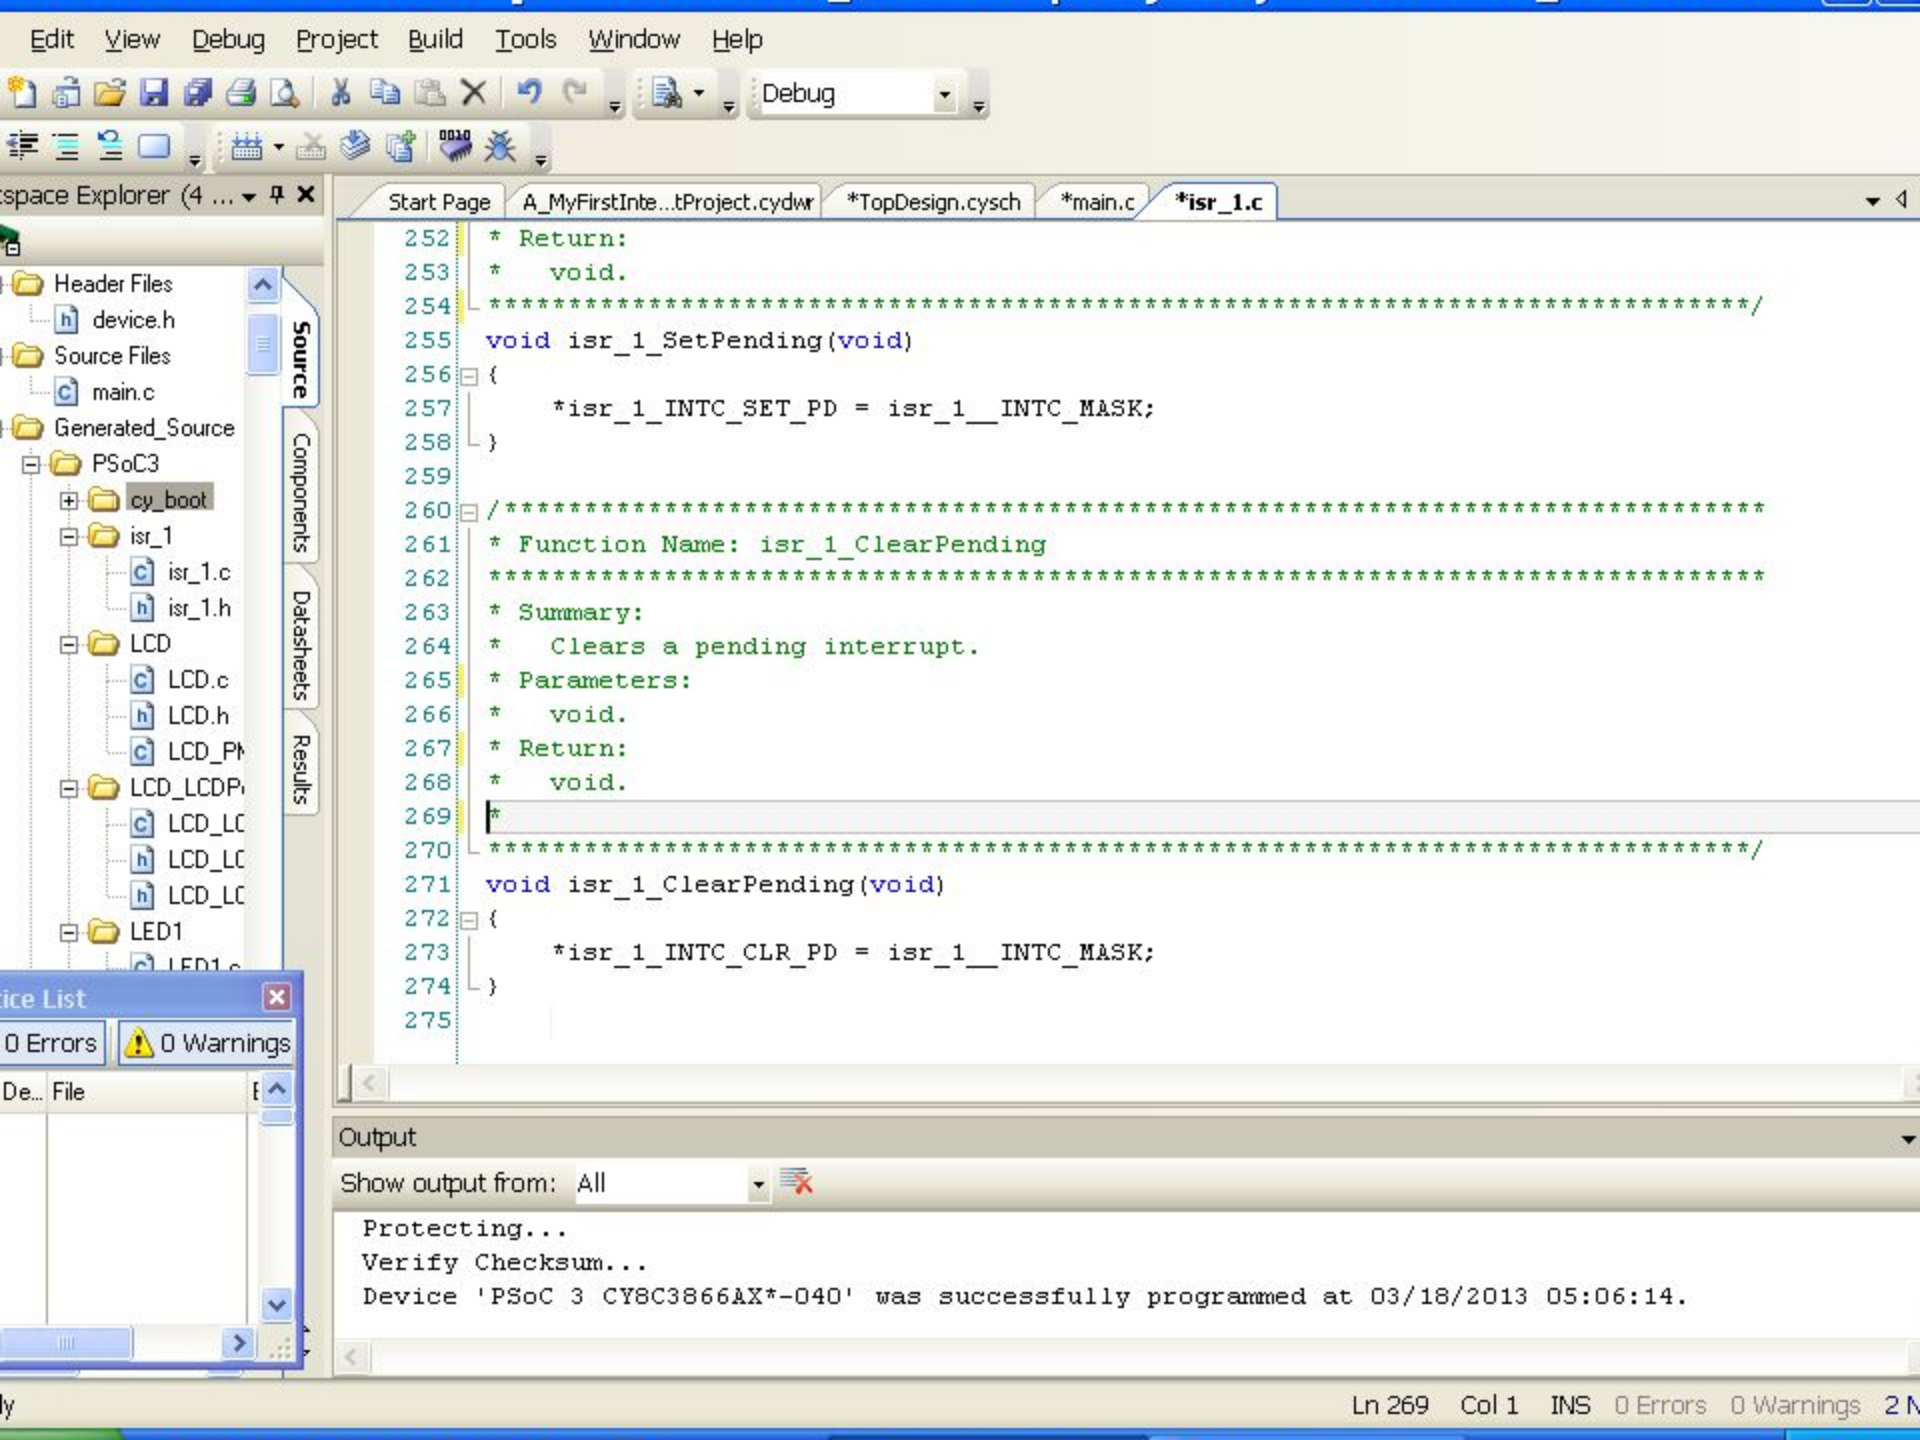 Edit View Debug Project Build Tools Window Help
Debug
Explorer (4 ...
Start Page A_MyFirstInte...tProject.cydwr *TopDesign.cysch *main.c *isr_1.c
Header Files
device.h
Source Files
main.c
Generated_Source
PSoC3
cy_boot
isr_1
isr_1.c
isr_1.h
LCD
LCD.c
LCD.h
LCD_LCDP
LED1
LED1.c
Source
Components
Datasheets
Results
252 * Return:
253 *   void.
254 *******************************************************************************/
255 void isr_1_SetPending(void)
256 {
257     *isr_1_INTC_SET_PD = isr_1__INTC_MASK;
258 }
259
260 /*******************************************************************************
261 * Function Name: isr_1_ClearPending
262 ********************************************************************************
263 * Summary:
264 *   Clears a pending interrupt.
265 * Parameters:
266 *   void.
267 * Return:
268 *   void.
269 *
270 *******************************************************************************/
271 void isr_1_ClearPending(void)
272 {
273     *isr_1_INTC_CLR_PD = isr_1__INTC_MASK;
274 }
275
List
0 Errors 0 Warnings
De... File
Output
Show output from: All
Protecting...
Verify Checksum...
Device 'PSoC 3 CY8C3866AX*-040' was successfully programmed at 03/18/2013 05:06:14.
Ln 269 Col 1 INS 0 Errors 0 Warnings 2